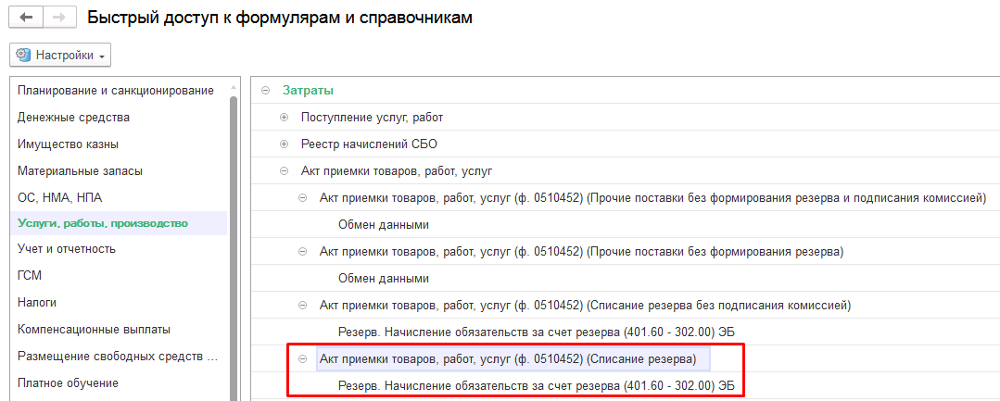 Быстрый доступ к формулярам и справочникам
Настройки
Планирование и санкционирование
Денежные средства
Имущество казны
Материальные запасы
ОС, НМА, НПА
Услуги, работы, производство
Учет и отчетность
ГСМ
Налоги
Компенсационные выплаты
Размещение свободных средств ...
Платное обучение
Затраты
Поступление услуг, работ
Реестр начислений СБО
Акт приемки товаров, работ, услуг
Акт приемки товаров, работ, услуг (ф. 0510452) (Прочие поставки без формирования резерва и подписания комиссией)
Обмен данными
Акт приемки товаров, работ, услуг (ф. 0510452) (Прочие поставки без формирования резерва)
Обмен данными
Акт приемки товаров, работ, услуг (ф. 0510452) (Списание резерва без подписания комиссией)
Резерв. Начисление обязательств за счет резерва (401.60 - 302.00) ЭБ
Акт приемки товаров, работ, услуг (ф. 0510452) (Списание резерва)
Резерв. Начисление обязательств за счет резерва (401.60 - 302.00) ЭБ